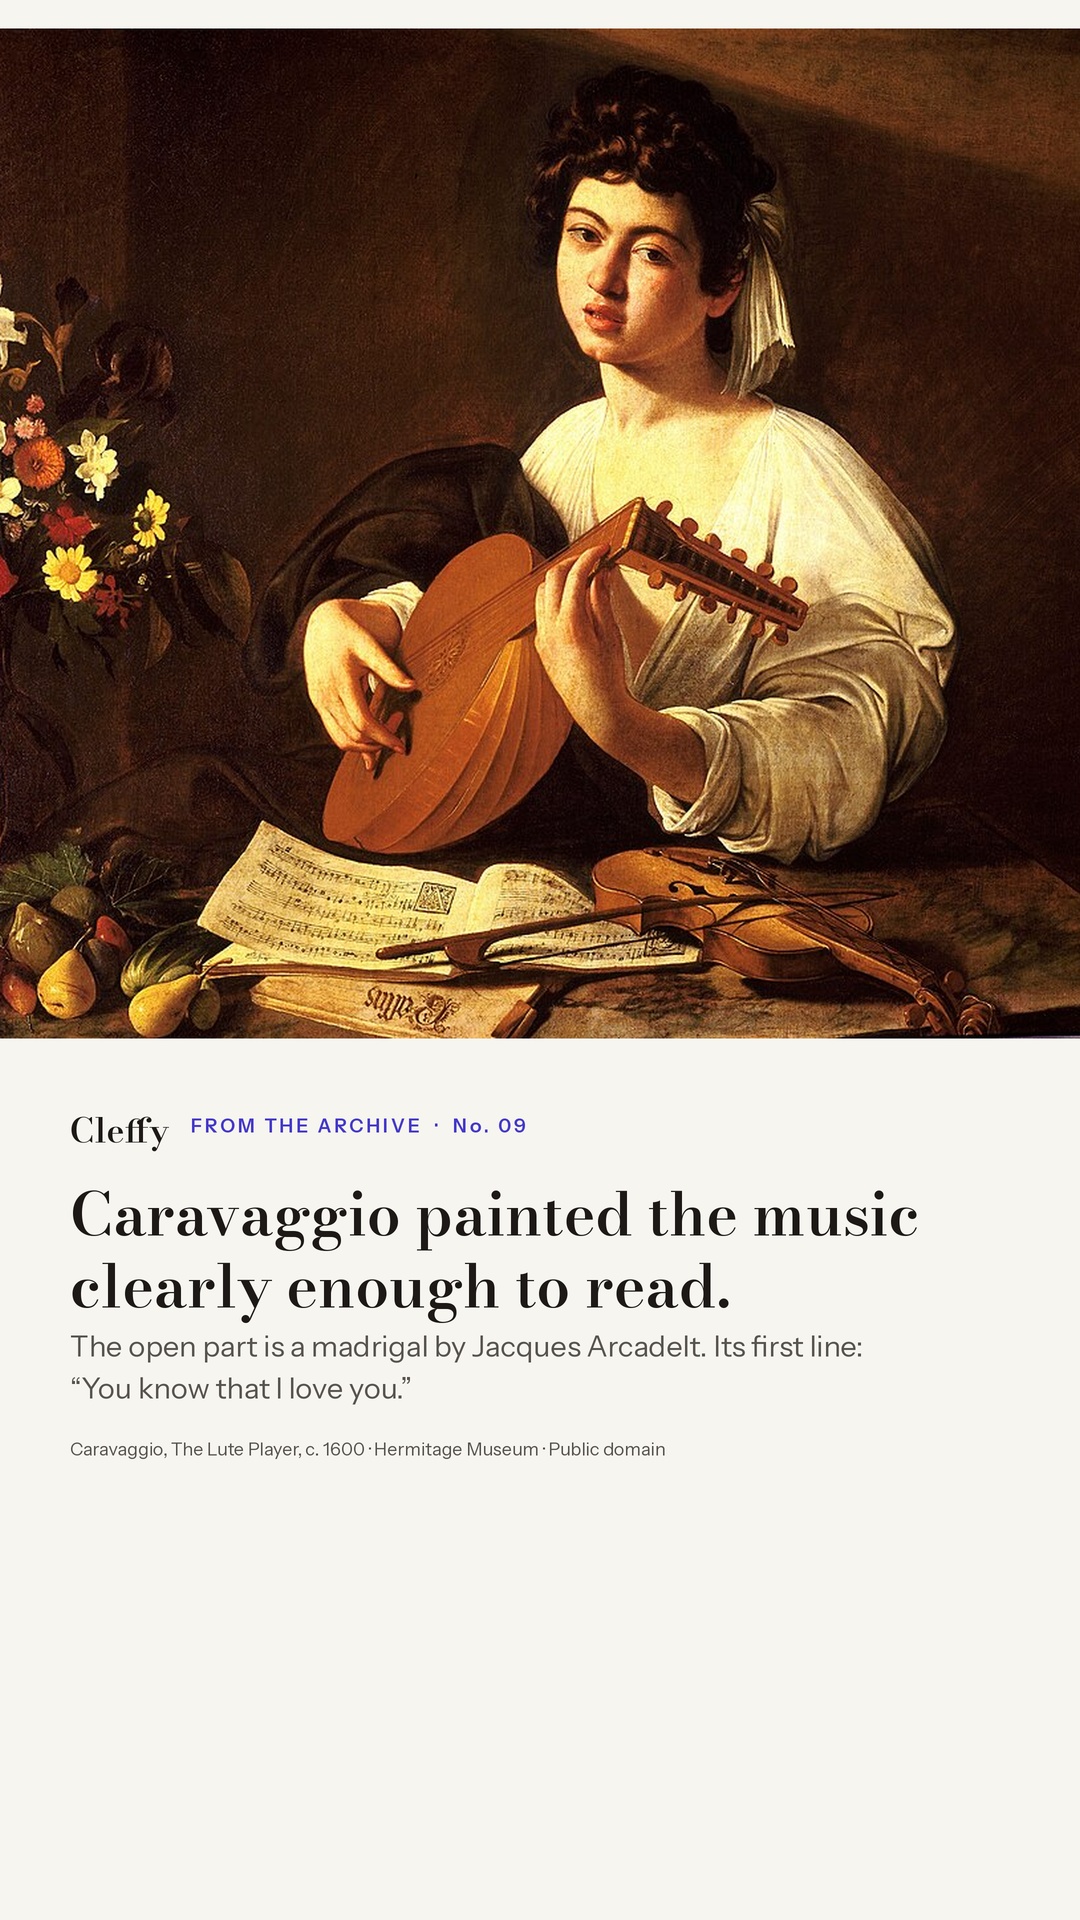 Cleffy FROM THE ARCHIVE · No. 09
Caravaggio painted the music
clearly enough to read.
The open part is a madrigal by Jacques Arcadelt. Its first line:
“You know that I love you.”
Caravaggio, The Lute Player, c. 1600 · Hermitage Museum · Public domain